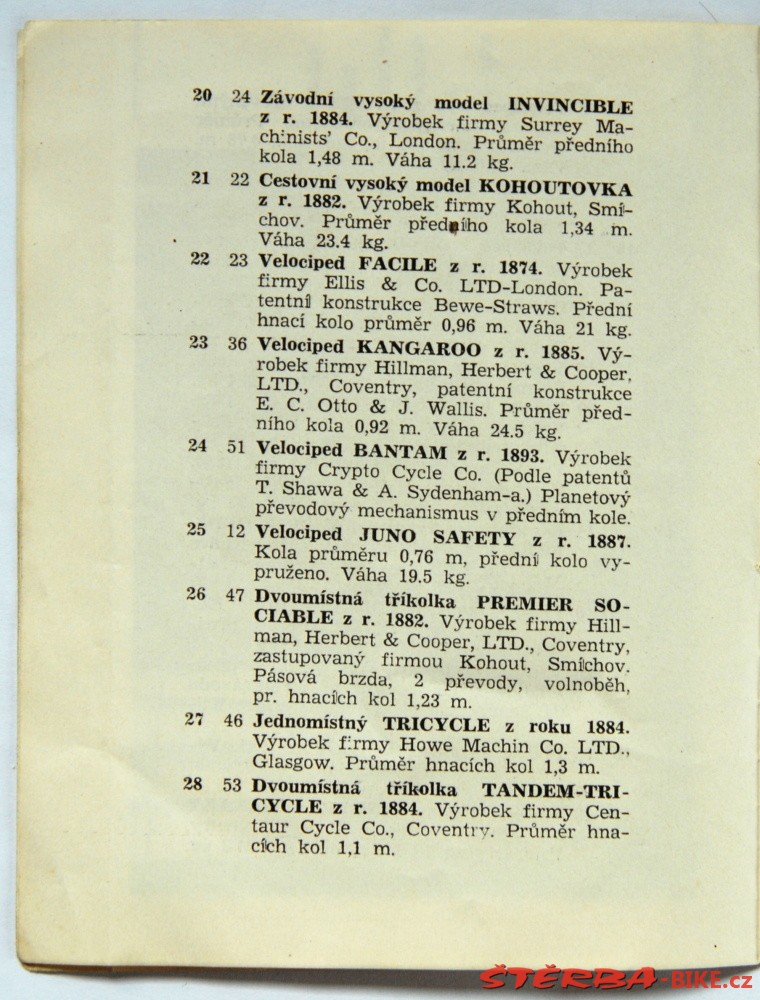 20 24 Závodní vysoký model INVINCIBLE
z r. 1884. Výrobek firmy Surrey Ma-
chinists' Co., London. Průměr předního
kola 1,48 m. Váha 11.2 kg.
21 22 Cestovní vysoký model KOHOUTOVKA
z r. 1882. Výrobek firmy Kohout, Smí-
chov. Průměr předního kola 1,34 m.
Váha 23.4 kg.
22 23 Velociped FACILE z r. 1874. Výrobek
firmy Ellis & Co. LTD-London. Pa-
tentní konstrukce Bewe-Straws. Přední
hnací kolo průměr 0,96 m. Váha 21 kg.
23 36 Velociped KANGAROO z r. 1885. Vý-
robek firmy Hillman, Herbert & Cooper,
LTD., Coventry, patentní konstrukce
E. C. Otto & J. Wallis. Průměr před-
ního kola 0,92 m. Váha 24.5 kg.
24 51 Velociped BANTAM z r. 1893. Výrobek
firmy Crypto Cycle Co. (Podle patentů
T. Shawa & A. Sydenham-a.) Planetový
převodový mechanismus v předním kole.
25 12 Velociped JUNO SAFETY z r. 1887.
Kola průměru 0,76 m, přední kolo vy-
pruženo. Váha 19.5 kg.
26 47 Dvoumístná tříkolka PREMIER SO-
CIABLE z r. 1882. Výrobek firmy Hill-
man, Herbert & Cooper, LTD., Coventry,
zastupovaný firmou Kohout, Smíchov.
Pásová brzda, 2 převody, volnoběh,
pr. hnacích kol 1,23 m.
27 46 Jednomístný TRICYCLE z roku 1884.
Výrobek firmy Howe Machin Co. LTD.,
Glasgow. Průměr hnacích kol 1,3 m.
28 53 Dvoumístná tříkolka TANDEM-TRI-
CYCLE z r. 1884. Výrobek firmy Cen-
taur Cycle Co., Coventry. Průměr hna-
cích kol 1,1 m.
ŠTĚRBA-BIKE.cz